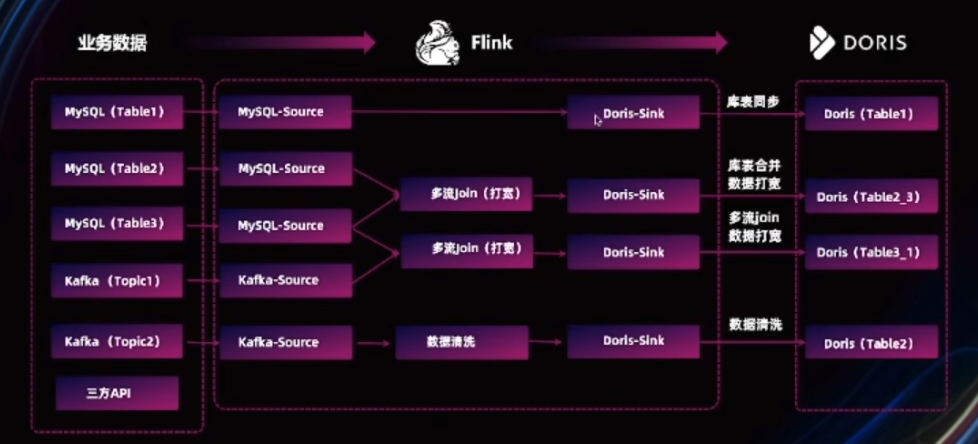 业务数据
Flink
DORIS
MySQL（Table1）
MySQL-Source
Doris-Sink
库表同步
Doris（Table1）
MySQL（Table2）
MySQL-Source
多流Join（打宽）
Doris-Sink
库表合并
数据打宽
Doris（Table2_3）
MySQL（Table3）
MySQL-Source
多流Join（打宽）
Doris-Sink
多流join
数据打宽
Doris（Table3_1）
Kafka（Topic1）
Kafka-Source
Kafka（Topic2）
Kafka-Source
数据清洗
Doris-Sink
数据清洗
Doris（Table2）
三方API